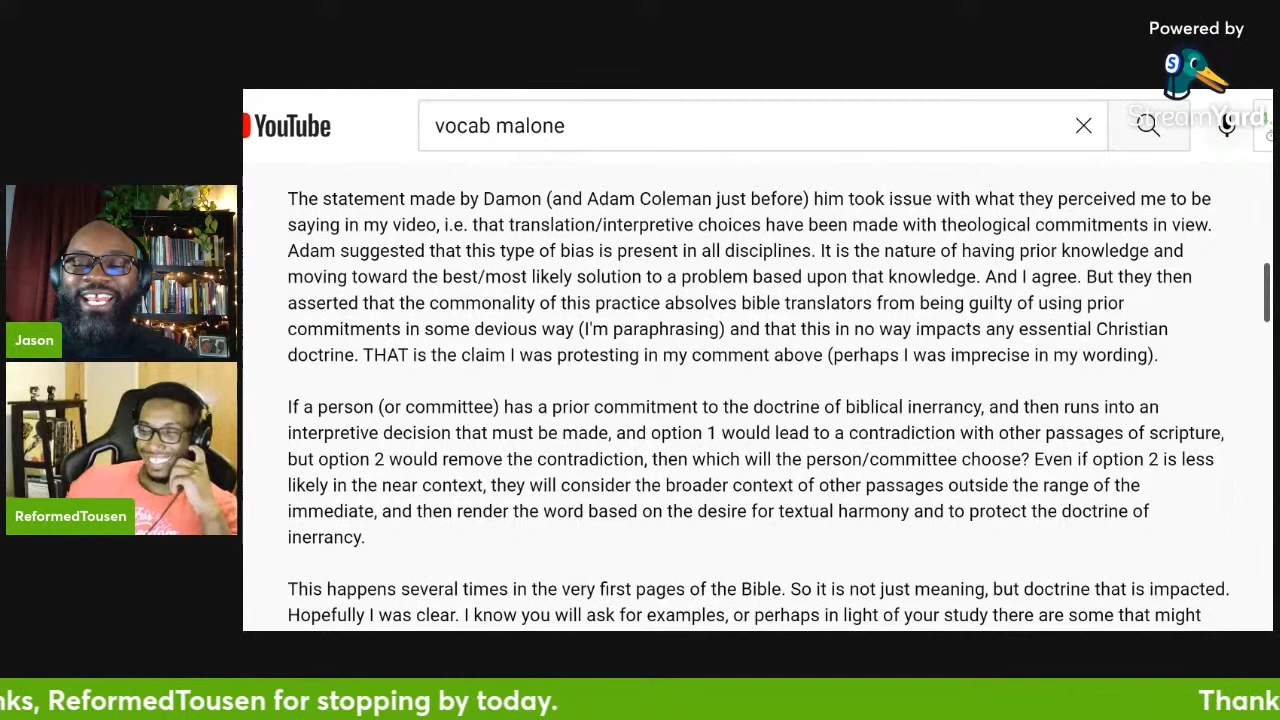 Powered by
StreamYard
YouTube
vocab malone
The statement made by Damon (and Adam Coleman just before) him took issue with what they perceived me to be
saying in my video, i.e. that translation/interpretive choices have been made with theological commitments in view.
Adam suggested that this type of bias is present in all disciplines. It is the nature of having prior knowledge and
moving toward the best/most likely solution to a problem based upon that knowledge. And I agree. But they then
asserted that the commonality of this practice absolves bible translators from being guilty of using prior
commitments in some devious way (I'm paraphrasing) and that this in no way impacts any essential Christian
doctrine. THAT is the claim I was protesting in my comment above (perhaps I was imprecise in my wording).
If a person (or committee) has a prior commitment to the doctrine of biblical inerrancy, and then runs into an
interpretive decision that must be made, and option 1 would lead to a contradiction with other passages of scripture,
but option 2 would remove the contradiction, then which will the person/committee choose? Even if option 2 is less
likely in the near context, they will consider the broader context of other passages outside the range of the
immediate, and then render the word based on the desire for textual harmony and to protect the doctrine of
inerrancy.
This happens several times in the very first pages of the Bible. So it is not just meaning, but doctrine that is impacted.
Hopefully I was clear. I know you will ask for examples, or perhaps in light of your study there are some that might
Jason
ReformedTousen
nks, ReformedTousen for stopping by today.
Thank